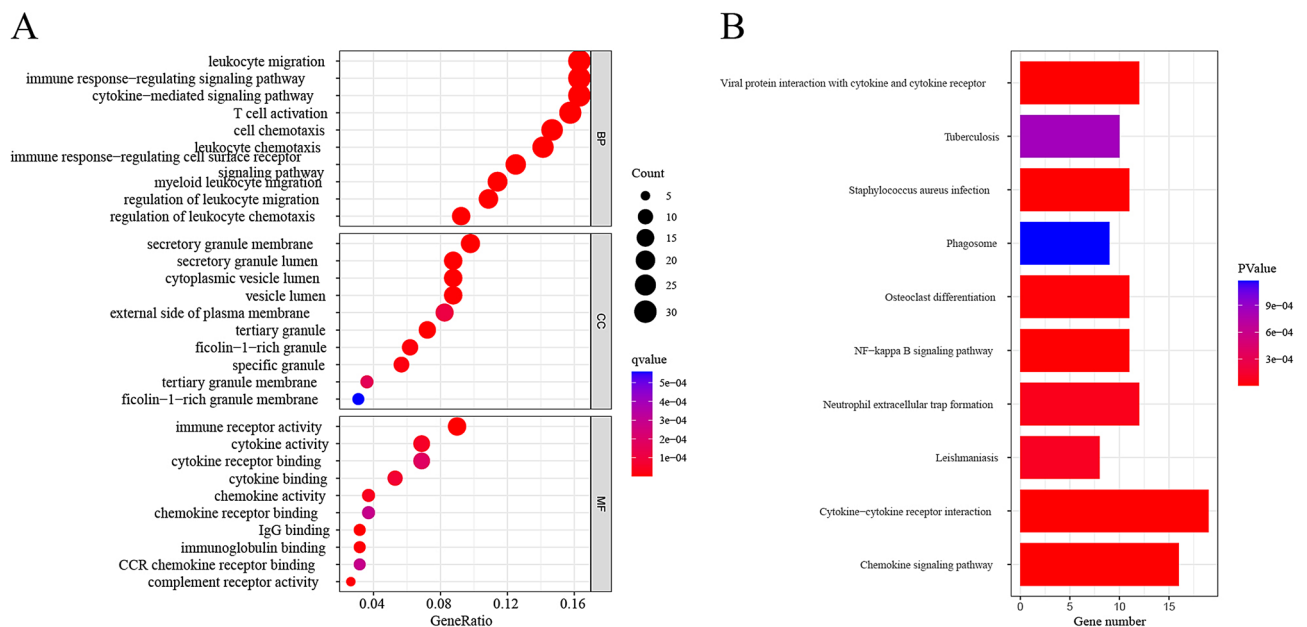 A
leukocyte migration
immune response−regulating signaling pathway
cytokine−mediated signaling pathway
T cell activation
cell chemotaxis
leukocyte chemotaxis
immune response−regulating cell surface receptor
signaling pathway
myeloid leukocyte migration
regulation of leukocyte migration
regulation of leukocyte chemotaxis
BP
secretory granule membrane
secretory granule lumen
cytoplasmic vesicle lumen
vesicle lumen
external side of plasma membrane
tertiary granule
ficolin−1−rich granule
specific granule
tertiary granule membrane
ficolin−1−rich granule membrane
CC
immune receptor activity
cytokine activity
cytokine receptor binding
cytokine binding
chemokine activity
chemokine receptor binding
IgG binding
immunoglobulin binding
CCR chemokine receptor binding
complement receptor activity
MF
0.04 0.08 0.12 0.16
GeneRatio
Count
5
10
15
20
25
30
qvalue
5e−04
4e−04
3e−04
2e−04
1e−04
B
Viral protein interaction with cytokine and cytokine receptor
Tuberculosis
Staphylococcus aureus infection
Phagosome
Osteoclast differentiation
NF−kappa B signaling pathway
Neutrophil extracellular trap formation
Leishmaniasis
Cytokine−cytokine receptor interaction
Chemokine signaling pathway
0 5 10 15
Gene number
PValue
9e−04
6e−04
3e−04